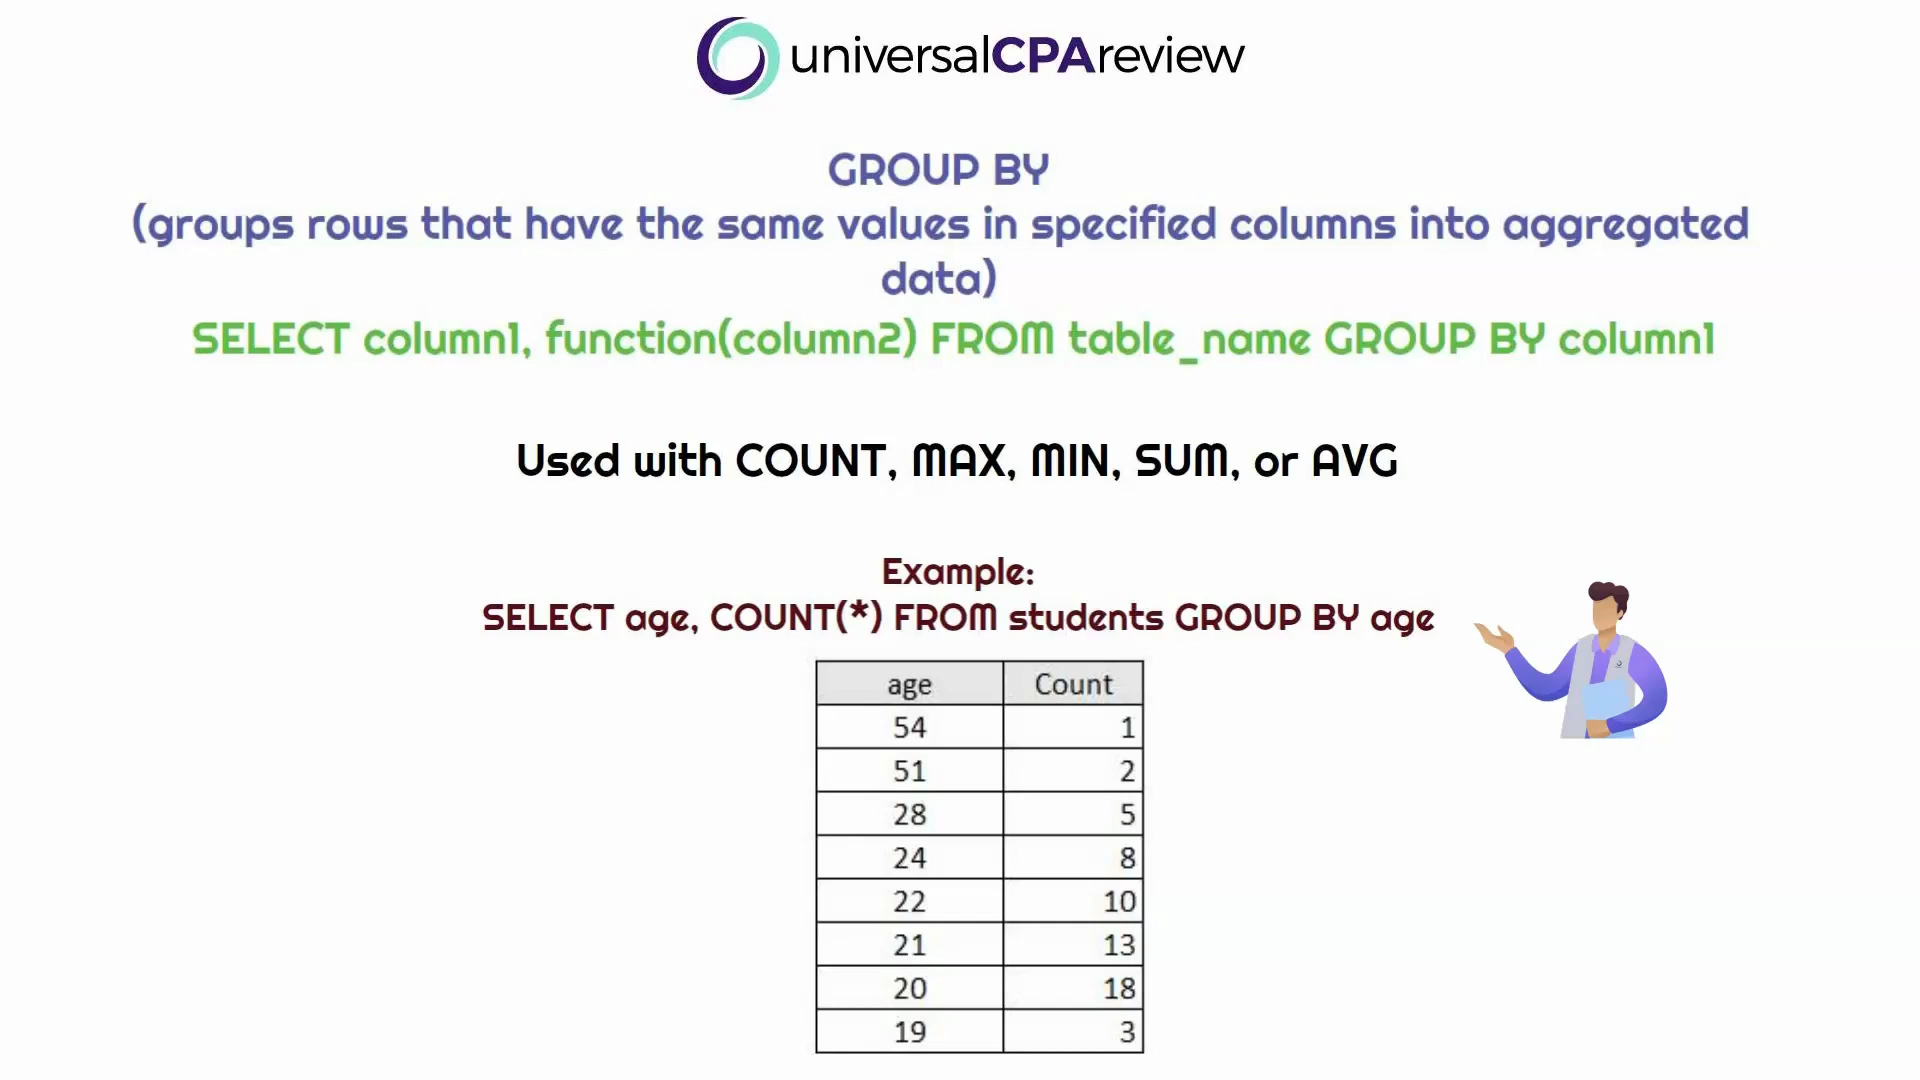 universalCPAreview
GROUP BY
(groups rows that have the same values in specified columns into aggregated
data)
SELECT column1, function(column2) FROM table_name GROUP BY column1
Used with COUNT, MAX, MIN, SUM, or AVG
Example:
SELECT age, COUNT(*) FROM students GROUP BY age
age Count
54 1
51 2
28 5
24 8
22 10
21 13
20 18
19 3